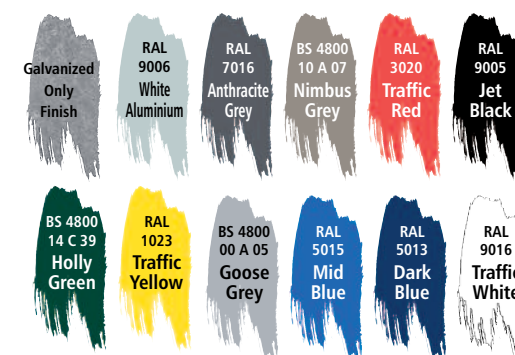 Galvanized
Only
Finish
RAL
9006
White
Aluminium
RAL
7016
Anthracite
Grey
BS 4800
10 A 07
Nimbus
Grey
RAL
3020
Traffic
Red
RAL
9005
Jet
Black
BS 4800
14 C 39
Holly
Green
RAL
1023
Traffic
Yellow
BS 4800
00 A 05
Goose
Grey
RAL
5015
Mid
Blue
RAL
5013
Dark
Blue
RAL
9016
Traffic
White